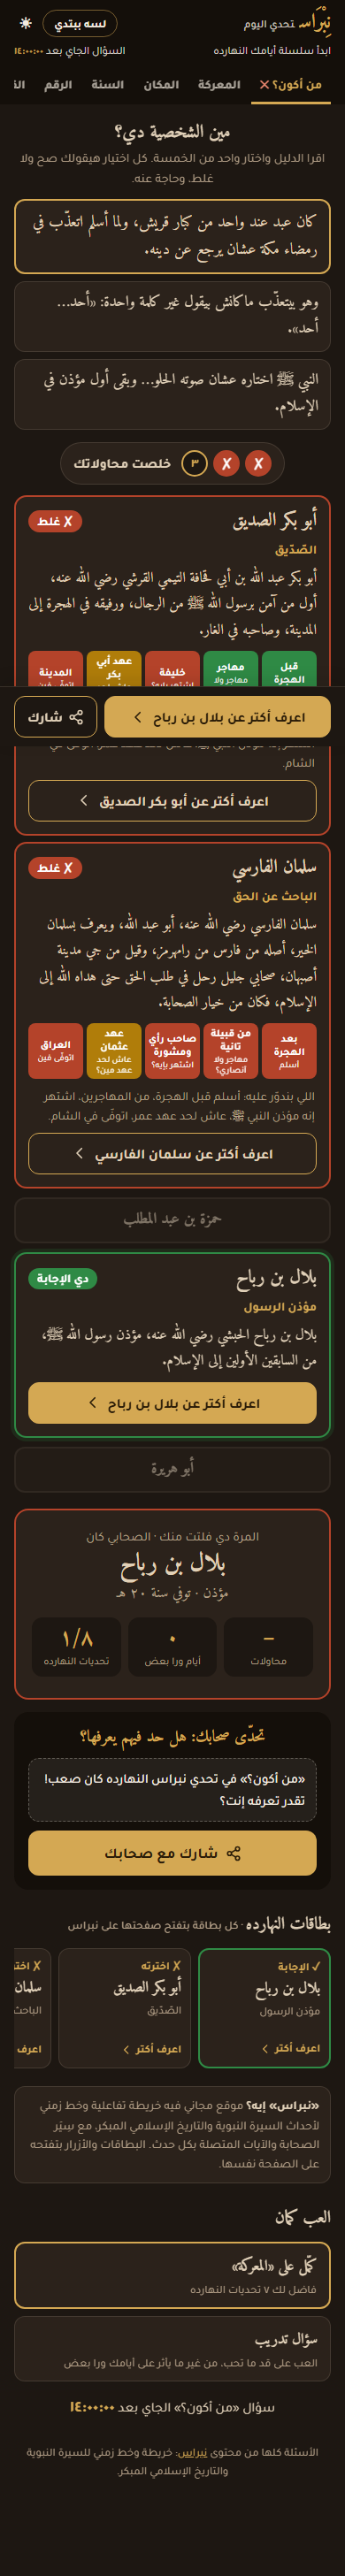 نِبْرَاس تحدي اليوم
لسه ببتدي
ابدأ سلسلة أيامك النهارده
السؤال الجاي بعد ١٤:٠٠:٠٠
من أكون؟ ✕ المعركة المكان السنة الرقم
مين الشخصية دي؟
اقرا الدليل واختار واحد من الخمسة. كل اختيار هيقولك صح ولا
غلط، وحاجة عنه.
كان عبد عند واحد من كبار قريش، ولما أسلم اتعذّب في
رمضاء مكة عشان يرجع عن دينه.
وهو بيتعذّب ماكانش بيقول غير كلمة واحدة: «أحد…
أحد».
النبي ﷺ اختاره عشان صوته الحلو… وبقى أول مؤذن في
الإسلام.
✗ ✗ ٣ خلصت محاولاتك
أبو بكر الصديق
✗ غلط
الصّدّيق
أبو بكر عبد الله بن أبي قحافة التيمي القرشي رضي الله عنه،
أول من آمن برسول الله ﷺ من الرجال، ورفيقه في الهجرة إلى
المدينة، وصاحبه في الغار.
قبل
الهجرة
مهاجر
مهاجر ولا
خليفة
عهد أبي
بكر
المدينة
اعرف أكتر عن بلال بن رباح
شارك
الشام.
اعرف أكتر عن أبو بكر الصديق
سلمان الفارسي
✗ غلط
الباحث عن الحق
سلمان الفارسي رضي الله عنه، أبو عبد الله، ويعرف بسلمان
الخير، أصله من فارس من رامهرمز، وقيل من جي مدينة
أصبهان، صحابي جليل رحل في طلب الحق حتى هداه الله إلى
الإسلام، فكان من خيار الصحابة.
بعد
الهجرة
أسلم
من قبيلة
تانية
مهاجر ولا
أنصاري؟
صاحب رأي
ومشورة
اشتهر بإيه؟
عهد
عثمان
عاش لحد
عهد مين؟
العراق
اتوفّى فين
اللي بندوّر عليه: أسلم قبل الهجرة، من المهاجرين، اشتهر
إنه مؤذن النبي ﷺ، عاش لحد عهد عمر، اتوفّى في الشام.
اعرف أكتر عن سلمان الفارسي
حمزة بن عبد المطلب
بلال بن رباح
دي الإجابة
مؤذن الرسول
بلال بن رباح الحبشي رضي الله عنه، مؤذن رسول الله ﷺ،
من السابقين الأولين إلى الإسلام.
اعرف أكتر عن بلال بن رباح
أبو هريرة
المرة دي فلتت منك · الصحابي كان
بلال بن رباح
مؤذن · توفي سنة ٢٠ هـ
–
محاولات
٠
أيام ورا بعض
١/٨
تحديات النهارده
تحدّى صحابك: هل حد فيهم يعرفها؟
«من أكون؟» في تحدي نبراس النهارده كان صعب!
تقدر تعرفه إنت؟
شارك مع صحابك
بطاقات النهارده · كل بطاقة بتفتح صفحتها على نبراس
✓ الإجابة
بلال بن رباح
مؤذن الرسول
اعرف أكتر
✗ اخترته
أبو بكر الصديق
الصّدّيق
اعرف أكتر
سلمان
«نبراس» إيه؟ موقع مجاني فيه خريطة تفاعلية وخط زمني
لأحداث السيرة النبوية والتاريخ الإسلامي المبكر، مع سِيَر
الصحابة والآيات المتصلة بكل حدث. البطاقات والأزرار بتفتحه
على الصفحة نفسها.
العب كمان
كمّل على «المعركة»
فاضل لك ٧ تحديات النهارده
سؤال تدريب
العب على قد ما تحب، من غير ما يأثر على أيامك ورا بعض
سؤال «من أكون؟» الجاي بعد ١٤:٠٠:٠٠
الأسئلة كلها من محتوى نبراس: خريطة وخط زمني للسيرة النبوية
والتاريخ الإسلامي المبكر.